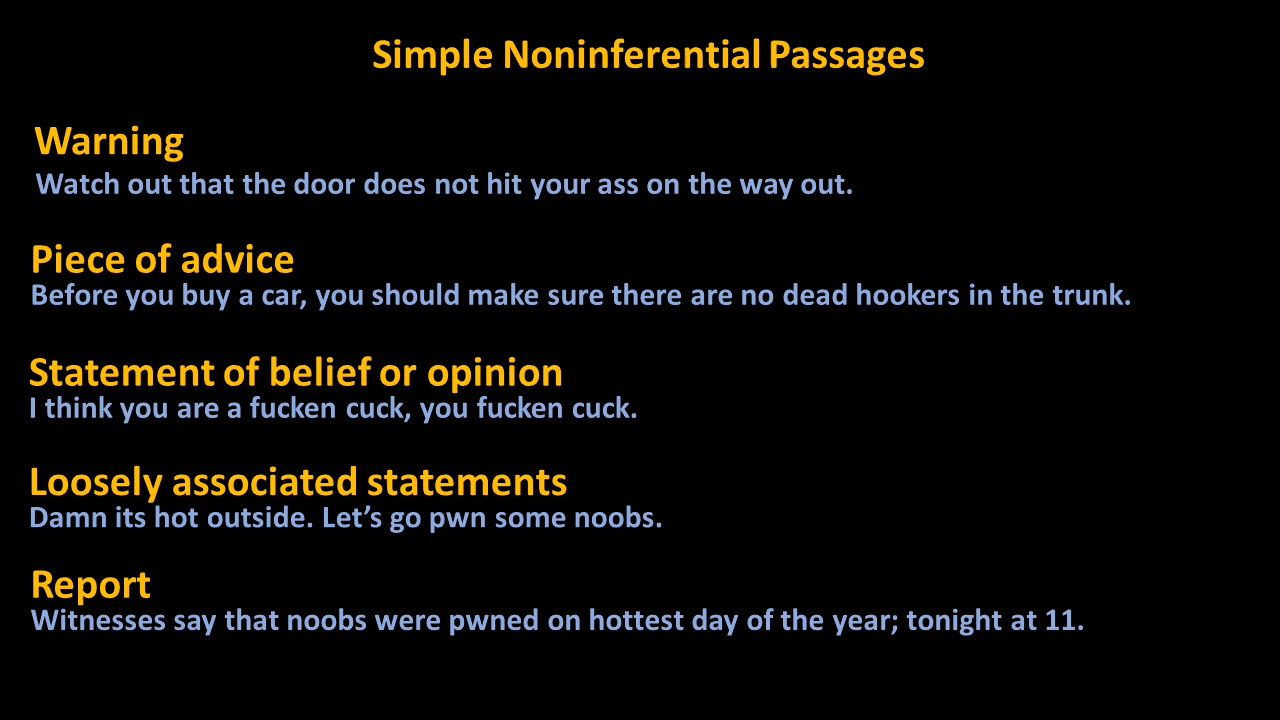 Simple Noninferential Passages
Warning
Watch out that the door does not hit your ass on the way out.
Piece of advice
Before you buy a car, you should make sure there are no dead hookers in the trunk.
Statement of belief or opinion
I think you are a fucken cuck, you fucken cuck.
Loosely associated statements
Damn its hot outside. Let’s go pwn some noobs.
Report
Witnesses say that noobs were pwned on hottest day of the year; tonight at 11.